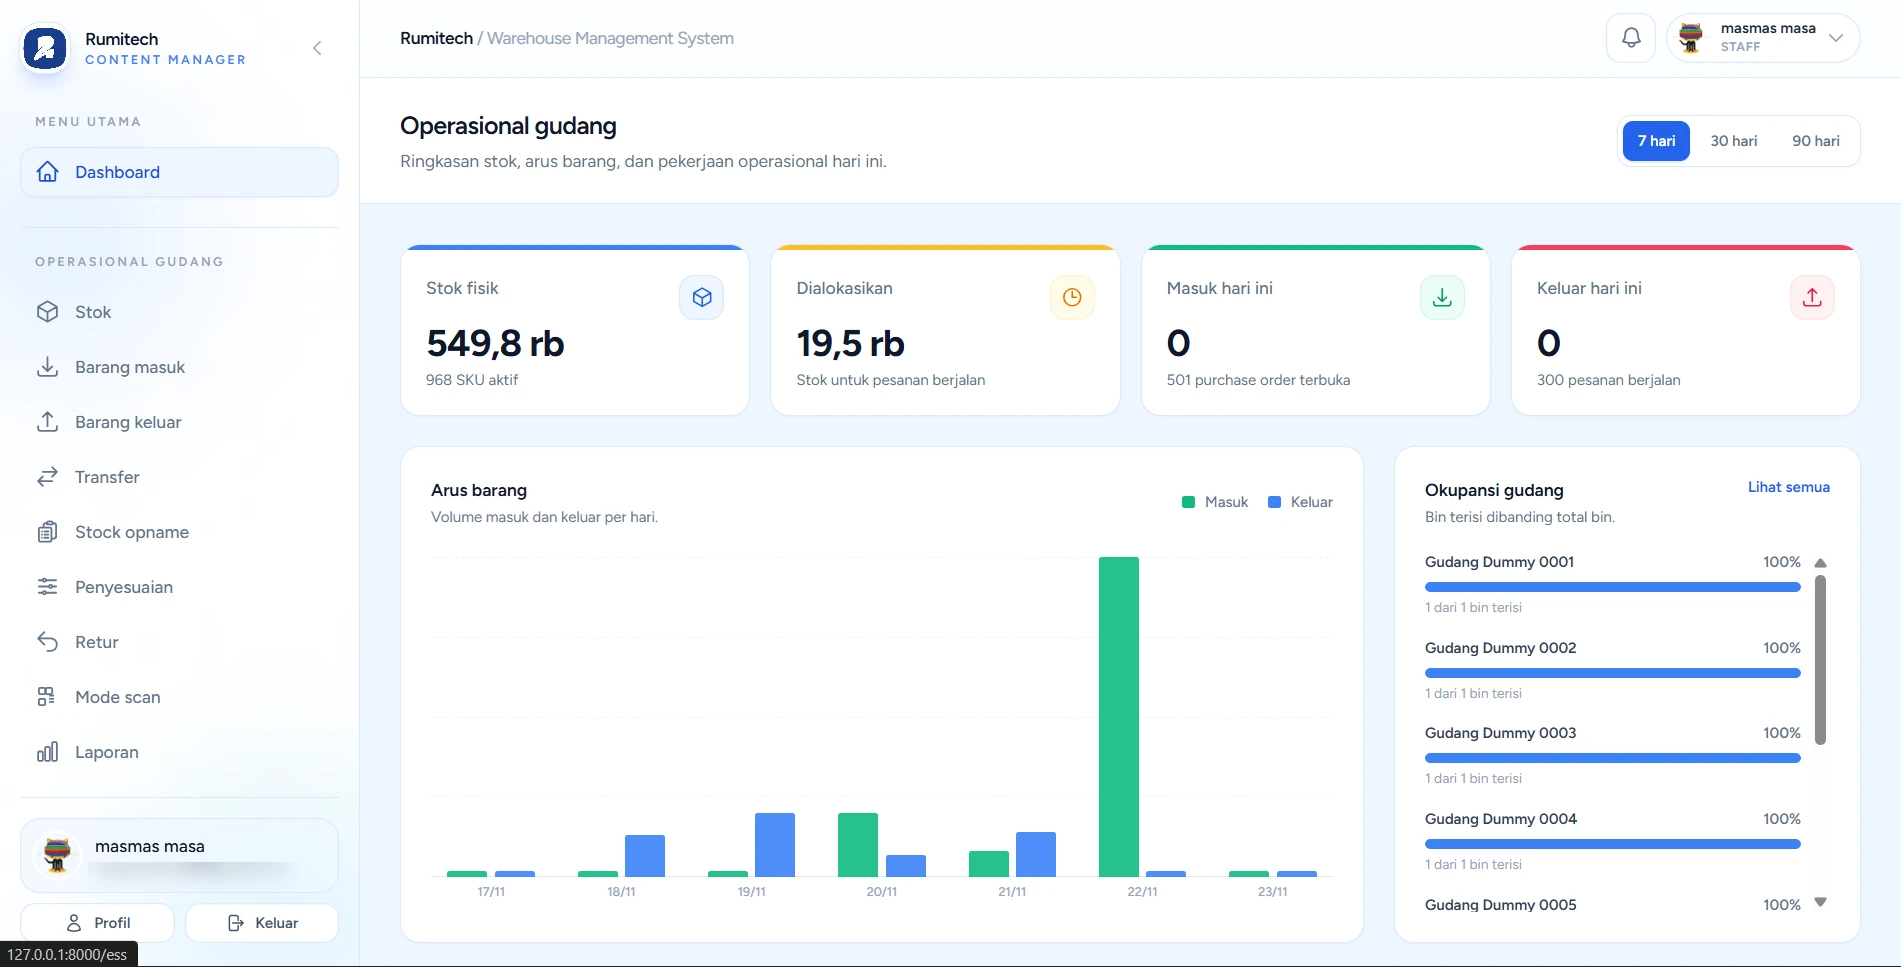 Rumitech
CONTENT MANAGER
MENU UTAMA
Dashboard
OPERASIONAL GUDANG
Stok
Barang masuk
Barang keluar
Transfer
Stock opname
Penyesuaian
Retur
Mode scan
Laporan
masmas masa
Profil
Keluar
127.0.0.1:8000/ess
Rumitech / Warehouse Management System
masmas masa
STAFF
Operasional gudang
Ringkasan stok, arus barang, dan pekerjaan operasional hari ini.
7 hari
30 hari
90 hari
Stok fisik
549,8 rb
968 SKU aktif
Dialokasikan
19,5 rb
Stok untuk pesanan berjalan
Masuk hari ini
0
501 purchase order terbuka
Keluar hari ini
0
300 pesanan berjalan
Arus barang
Volume masuk dan keluar per hari.
Masuk
Keluar
17/11
18/11
19/11
20/11
21/11
22/11
23/11
Okupansi gudang
Lihat semua
Bin terisi dibanding total bin.
Gudang Dummy 0001 100%
1 dari 1 bin terisi
Gudang Dummy 0002 100%
1 dari 1 bin terisi
Gudang Dummy 0003 100%
1 dari 1 bin terisi
Gudang Dummy 0004 100%
1 dari 1 bin terisi
Gudang Dummy 0005 100%